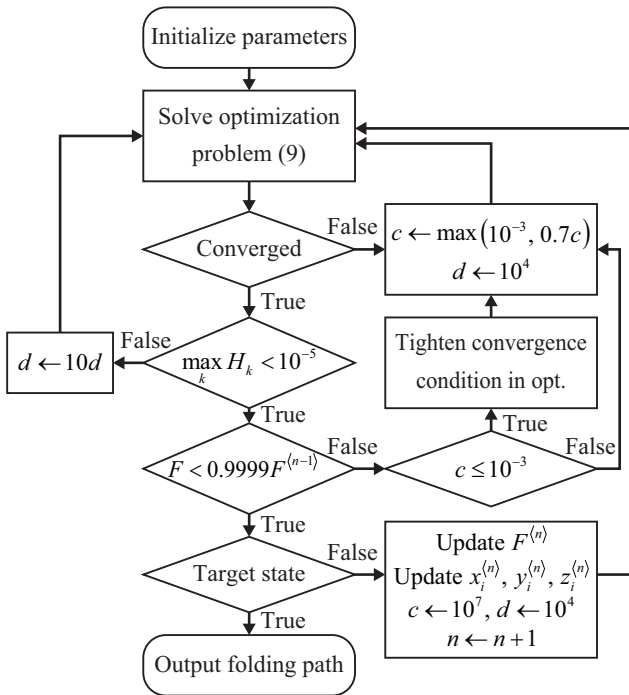 Initialize parameters
Solve optimization
problem (9)
Converged
False
True
c ← max(10⁻³, 0.7c)
d ← 10⁴
d ← 10d
False
max H_k < 10⁻⁵
k
True
Tighten convergence
condition in opt.
True
F < 0.9999F^⟨n−1⟩
False
c ≤ 10⁻³
False
True
Target state
False
True
Update F^⟨n⟩
Update x_i^⟨n⟩, y_i^⟨n⟩, z_i^⟨n⟩
c ← 10⁷, d ← 10⁴
n ← n+1
Output folding path